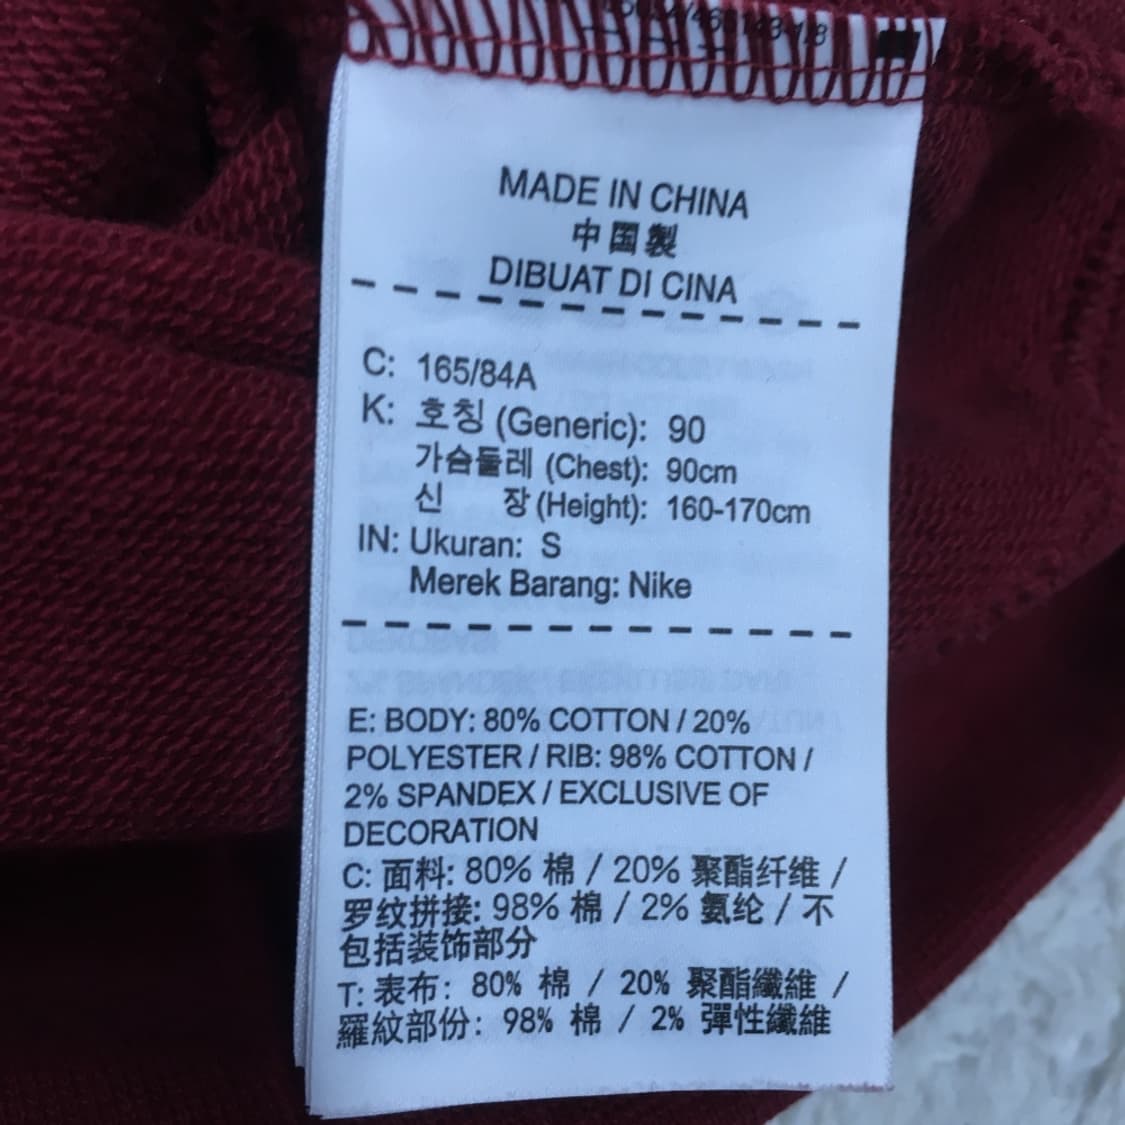 MADE IN CHINA
中国製
DIBUAT DI CINA
C: 165/84A
K: 호칭 (Generic): 90
가슴둘레 (Chest): 90cm
신 장 (Height): 160-170cm
IN: Ukuran: S
Merek Barang: Nike
E: BODY: 80% COTTON / 20%
POLYESTER / RIB: 98% COTTON /
2% SPANDEX / EXCLUSIVE OF
DECORATION
C: 面料: 80% 棉 / 20% 聚酯纤维 /
罗纹拼接: 98% 棉 / 2% 氨纶 / 不
包括装饰部分
T: 表布: 80% 棉 / 20% 聚酯纖維 /
羅紋部份: 98% 棉 / 2% 彈性纖維